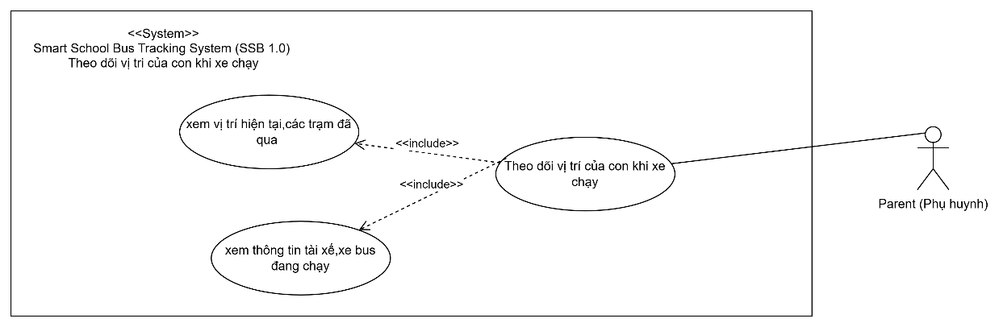 <<System>>
Smart School Bus Tracking System (SSB 1.0)
Theo dõi vị tri của con khi xe chạy
xem vị trí hiện tại,các trạm đã
qua
<<include>>
Theo dõi vị trí của con khi xe
chạy
<<include>>
Parent (Phụ huynh)
xem thông tin tài xế,xe bus
đang chạy